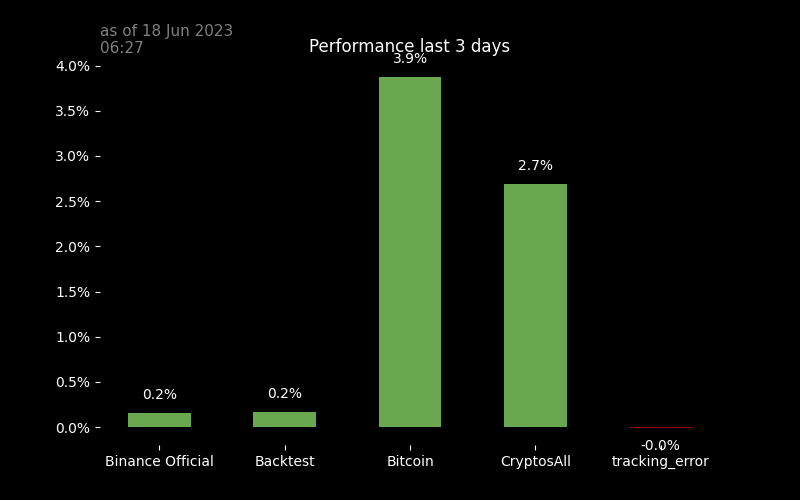 as of 18 Jun 2023
06:27
Performance last 3 days
4.0%
3.5%
3.0%
2.5%
2.0%
1.5%
1.0%
0.5%
0.0%
0.2%
0.2%
3.9%
2.7%
-0.0%
Binance Official
Backtest
Bitcoin
CryptosAll
tracking_error